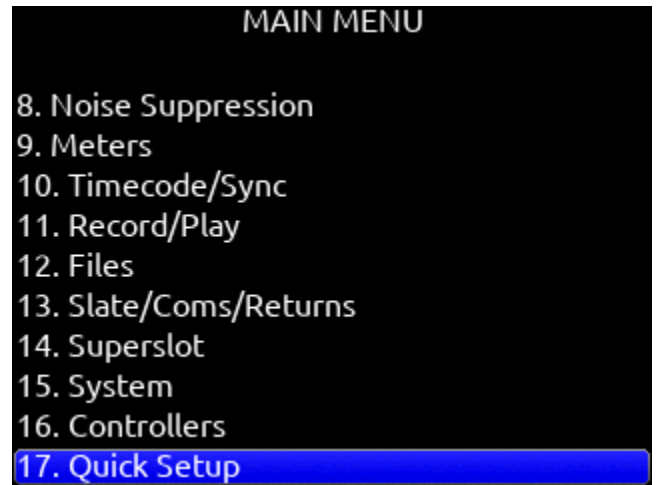 MAIN MENU
8. Noise Suppression
9. Meters
10. Timecode/Sync
11. Record/Play
12. Files
13. Slate/Coms/Returns
14. Superslot
15. System
16. Controllers
17. Quick Setup